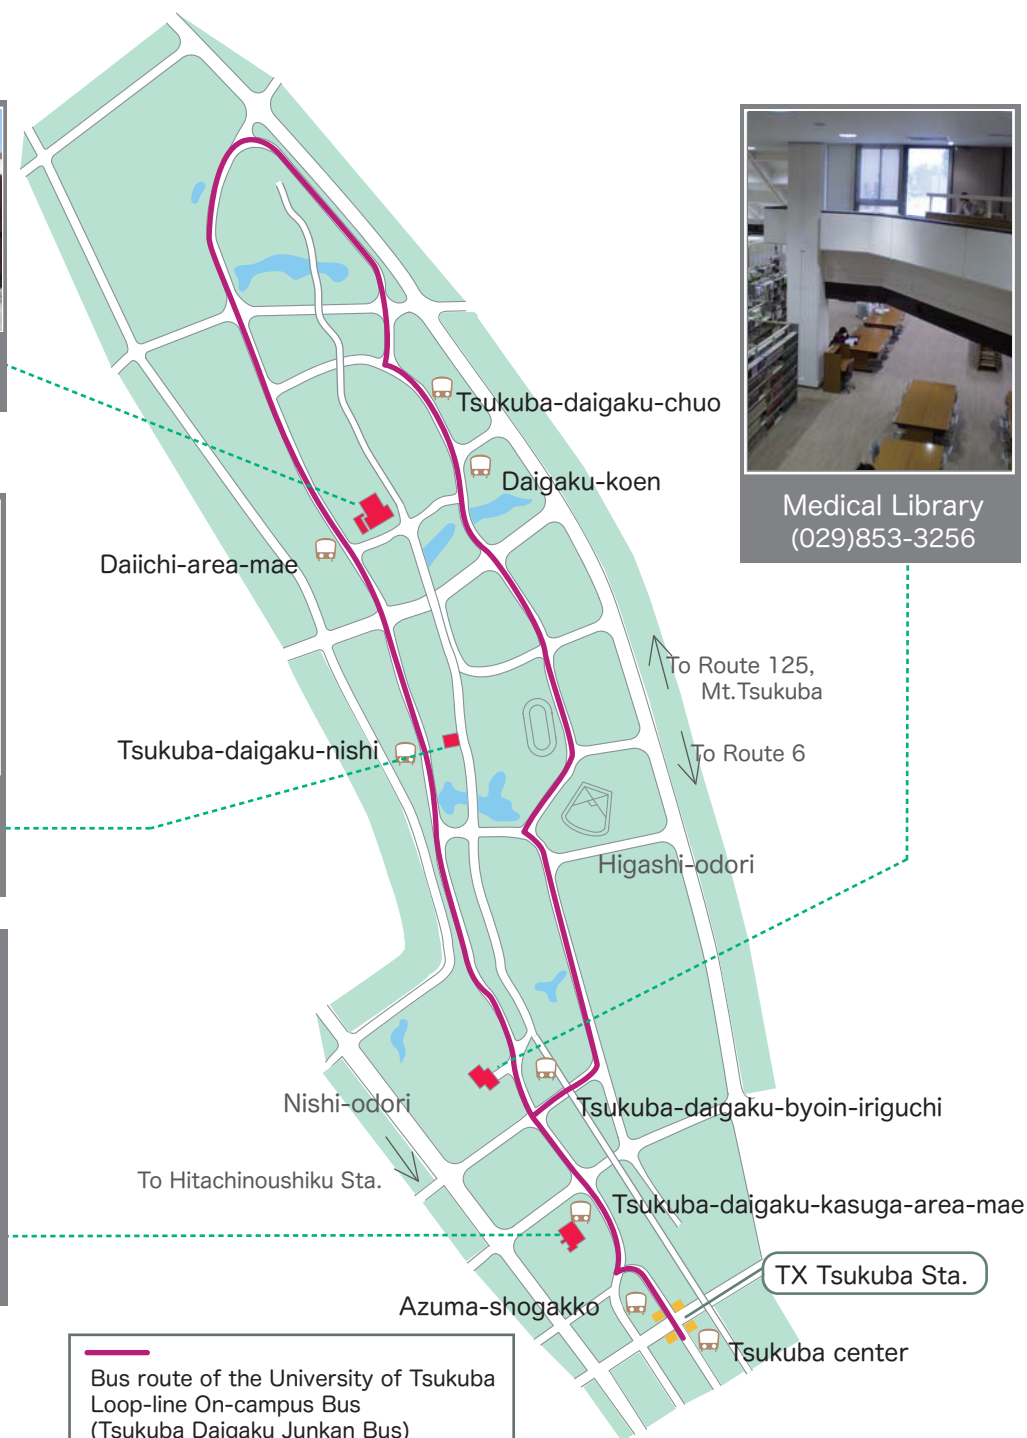 Tsukuba-daigaku-chuo
Daigaku-koen
Medical Library
(029)853-3256
Daiichi-area-mae
To Route 125,
Mt.Tsukuba
Tsukuba-daigaku-nishi
To Route 6
Higashi-odori
Nishi-odori
Tsukuba-daigaku-byoin-iriguchi
To Hitachinoushiku Sta.
Tsukuba-daigaku-kasuga-area-mae
TX Tsukuba Sta.
Azuma-shogakko
Tsukuba center
Bus route of the University of Tsukuba
Loop-line On-campus Bus
(Tsukuba Daigaku Junkan Bus)